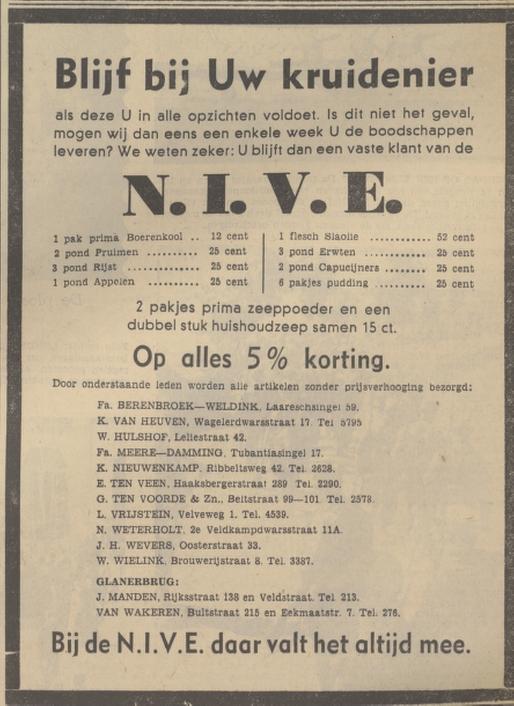 Blijf bij Uw kruidenier
als deze U in alle opzichten voldoet. Is dit niet het geval,
mogen wij dan eens een enkele week U de boodschappen
leveren? We weten zeker: U blijft dan een vaste klant van de
N. I. V. E.
1 pak prima Boerenkool .. 12 cent
2 pond Pruimen .......... 25 cent
3 pond Rijst ............ 25 cent
1 pond Appelen .......... 25 cent
1 flesch Slaolie ........... 52 cent
3 pond Erwten ............ 25 cent
2 pond Capucijners ........ 25 cent
6 pakjes pudding .......... 25 cent
2 pakjes prima zeeppoeder en een
dubbel stuk huishoudzeep samen 15 ct.
Op alles 5% korting.
Door onderstaande leden worden alle artikelen zonder prijsverhooging bezorgd:
Fa. BERENBROEK—WELDINK, Laareschsingel 59.
K. VAN HEUVEN, Wagelerdwarsstraat 17. Tel 5795
W. HULSHOF, Leliestraat 42.
Fa. MEERE—DAMMING, Tubantiasingel 17.
K. NIEUWENKAMP, Ribbeltsweg 42. Tel. 2628.
E. TEN VEEN, Haaksbergerstraat 289 Tel. 2290.
G. TEN VOORDE & Zn., Beltstraat 99—101 Tel. 2578.
L. VRIJSTEIN, Velveweg 1. Tel. 4539.
N. WETERHOLT, 2e Veldkampdwarsstraat 11A.
J. H. WEVERS, Oosterstraat 33.
W. WIELINK, Brouwerijstraat 8. Tel. 3387.
GLANERBRUG:
J. MANDEN, Rijksstraat 138 en Veldstraat. Tel. 213.
VAN WAKEREN, Bultstraat 215 en Eekmaatstr. 7. Tel. 276.
Bij de N.I.V.E. daar valt het altijd mee.